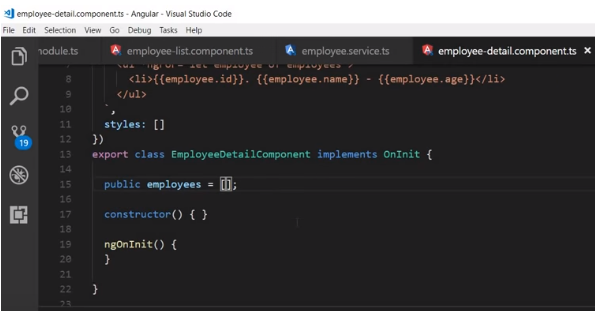 employee-detail.component.ts - Angular - Visual Studio Code
File Edit Selection View Go Debug Tasks Help
nodule.ts employee-list.component.ts employee.service.ts employee-detail.component.ts ×
7 <ul *ngFor="let employee of employees">
8 <li>{{employee.id}}. {{employee.name}} - {{employee.age}}</li>
9 </ul>
10 `,
11 styles: []
12 })
13 export class EmployeeDetailComponent implements OnInit {
14
15 public employees = [];
16
17 constructor() { }
18
19 ngOnInit() {
20 }
21
22 }
23
19